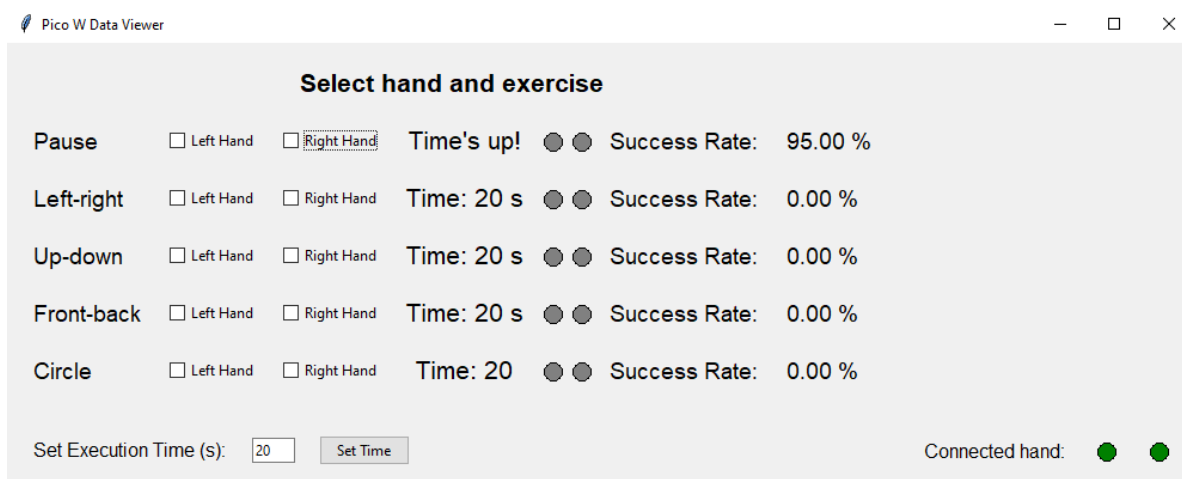 Pico W Data Viewer
Select hand and exercise
Pause Left Hand Right Hand Time's up! Success Rate: 95.00 %
Left-right Left Hand Right Hand Time: 20 s Success Rate: 0.00 %
Up-down Left Hand Right Hand Time: 20 s Success Rate: 0.00 %
Front-back Left Hand Right Hand Time: 20 s Success Rate: 0.00 %
Circle Left Hand Right Hand Time: 20 Success Rate: 0.00 %
Set Execution Time (s): 20 Set Time Connected hand: